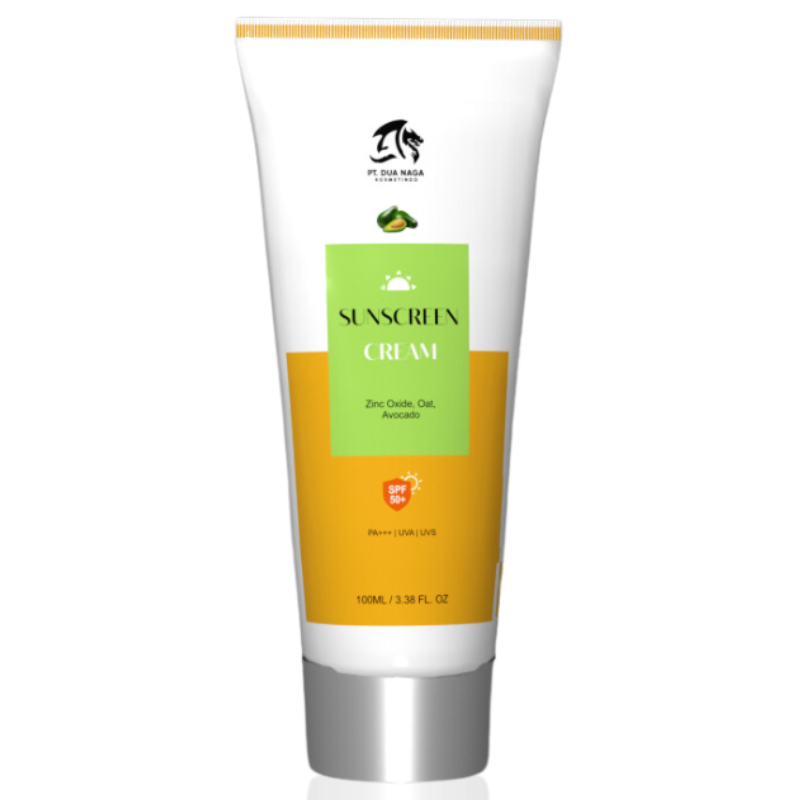 PT. DUA NAGA
KOSMETINDO
SUNSCREEN
CREAM
Zinc Oxide, Oat,
Avocado
SPF
50+
PA+++ | UVA | UVB
100ML / 3.38 FL. OZ